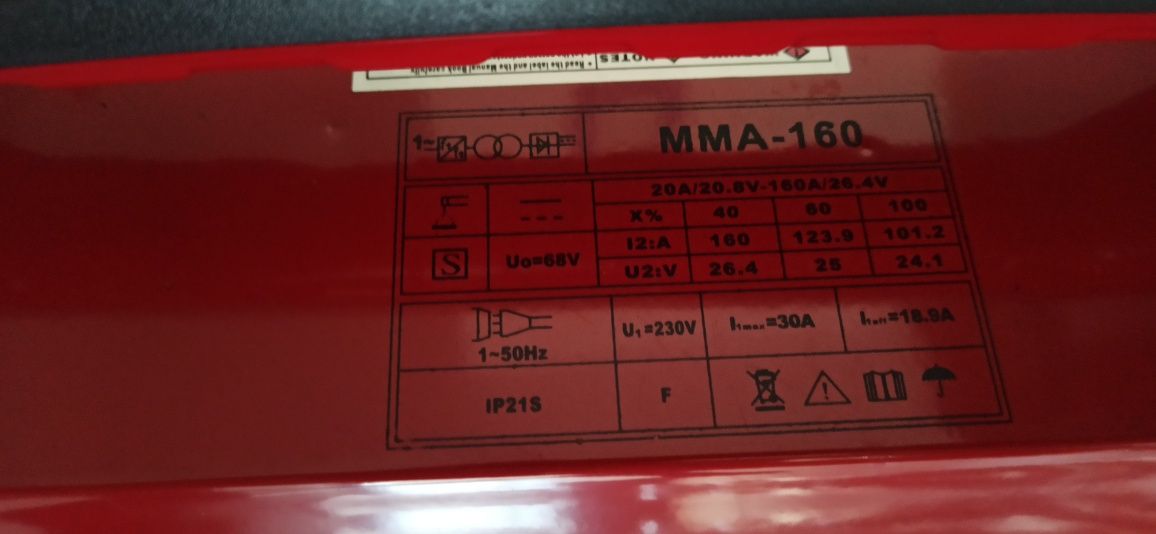 NOTES
* Read the label and the Manual Book carefully
1~
MMA-160
20A/20.8V-160A/26.4V
X% 40 60 100
I2:A 160 123.9 101.2
S U₀=68V
U2:V 26.4 25 24.1
U₁=230V I₁ₘₐₓ=30A I₁eff=18.9A
1~50Hz
IP21S F